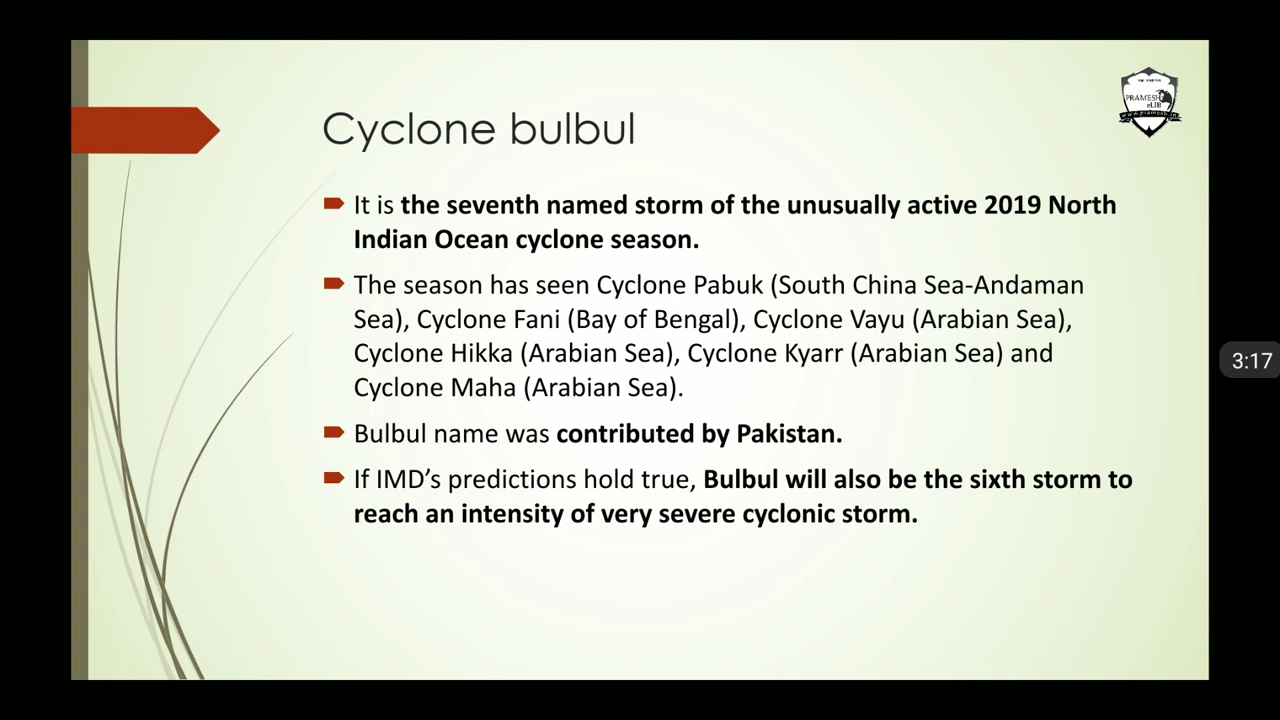 Cyclone bulbul
PRAMESH
eLIB
www.pramesh.in
It is the seventh named storm of the unusually active 2019 North
Indian Ocean cyclone season.
The season has seen Cyclone Pabuk (South China Sea-Andaman
Sea), Cyclone Fani (Bay of Bengal), Cyclone Vayu (Arabian Sea),
Cyclone Hikka (Arabian Sea), Cyclone Kyarr (Arabian Sea) and
Cyclone Maha (Arabian Sea).
3:17
Bulbul name was contributed by Pakistan.
If IMD’s predictions hold true, Bulbul will also be the sixth storm to
reach an intensity of very severe cyclonic storm.